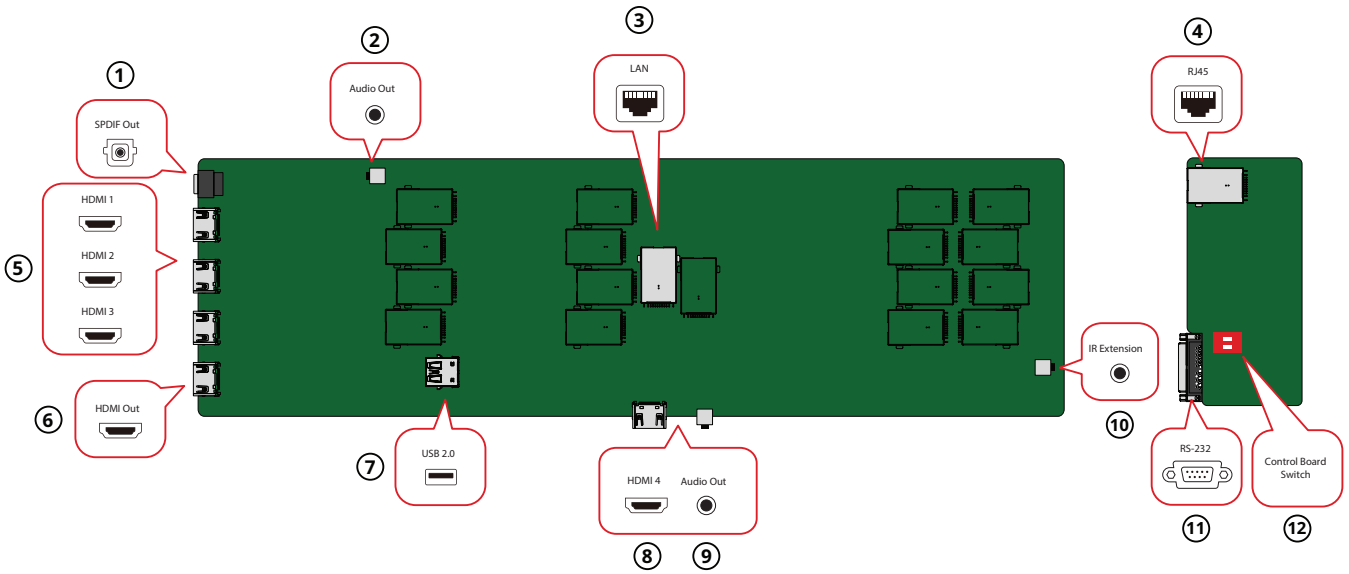 1
SPDIF Out
2
Audio Out
3
LAN
4
RJ45
5
HDMI 1
HDMI 2
HDMI 3
6
HDMI Out
7
USB 2.0
HDMI 4
8
Audio Out
9
IR Extension
10
RS-232
11
Control Board
Switch
12